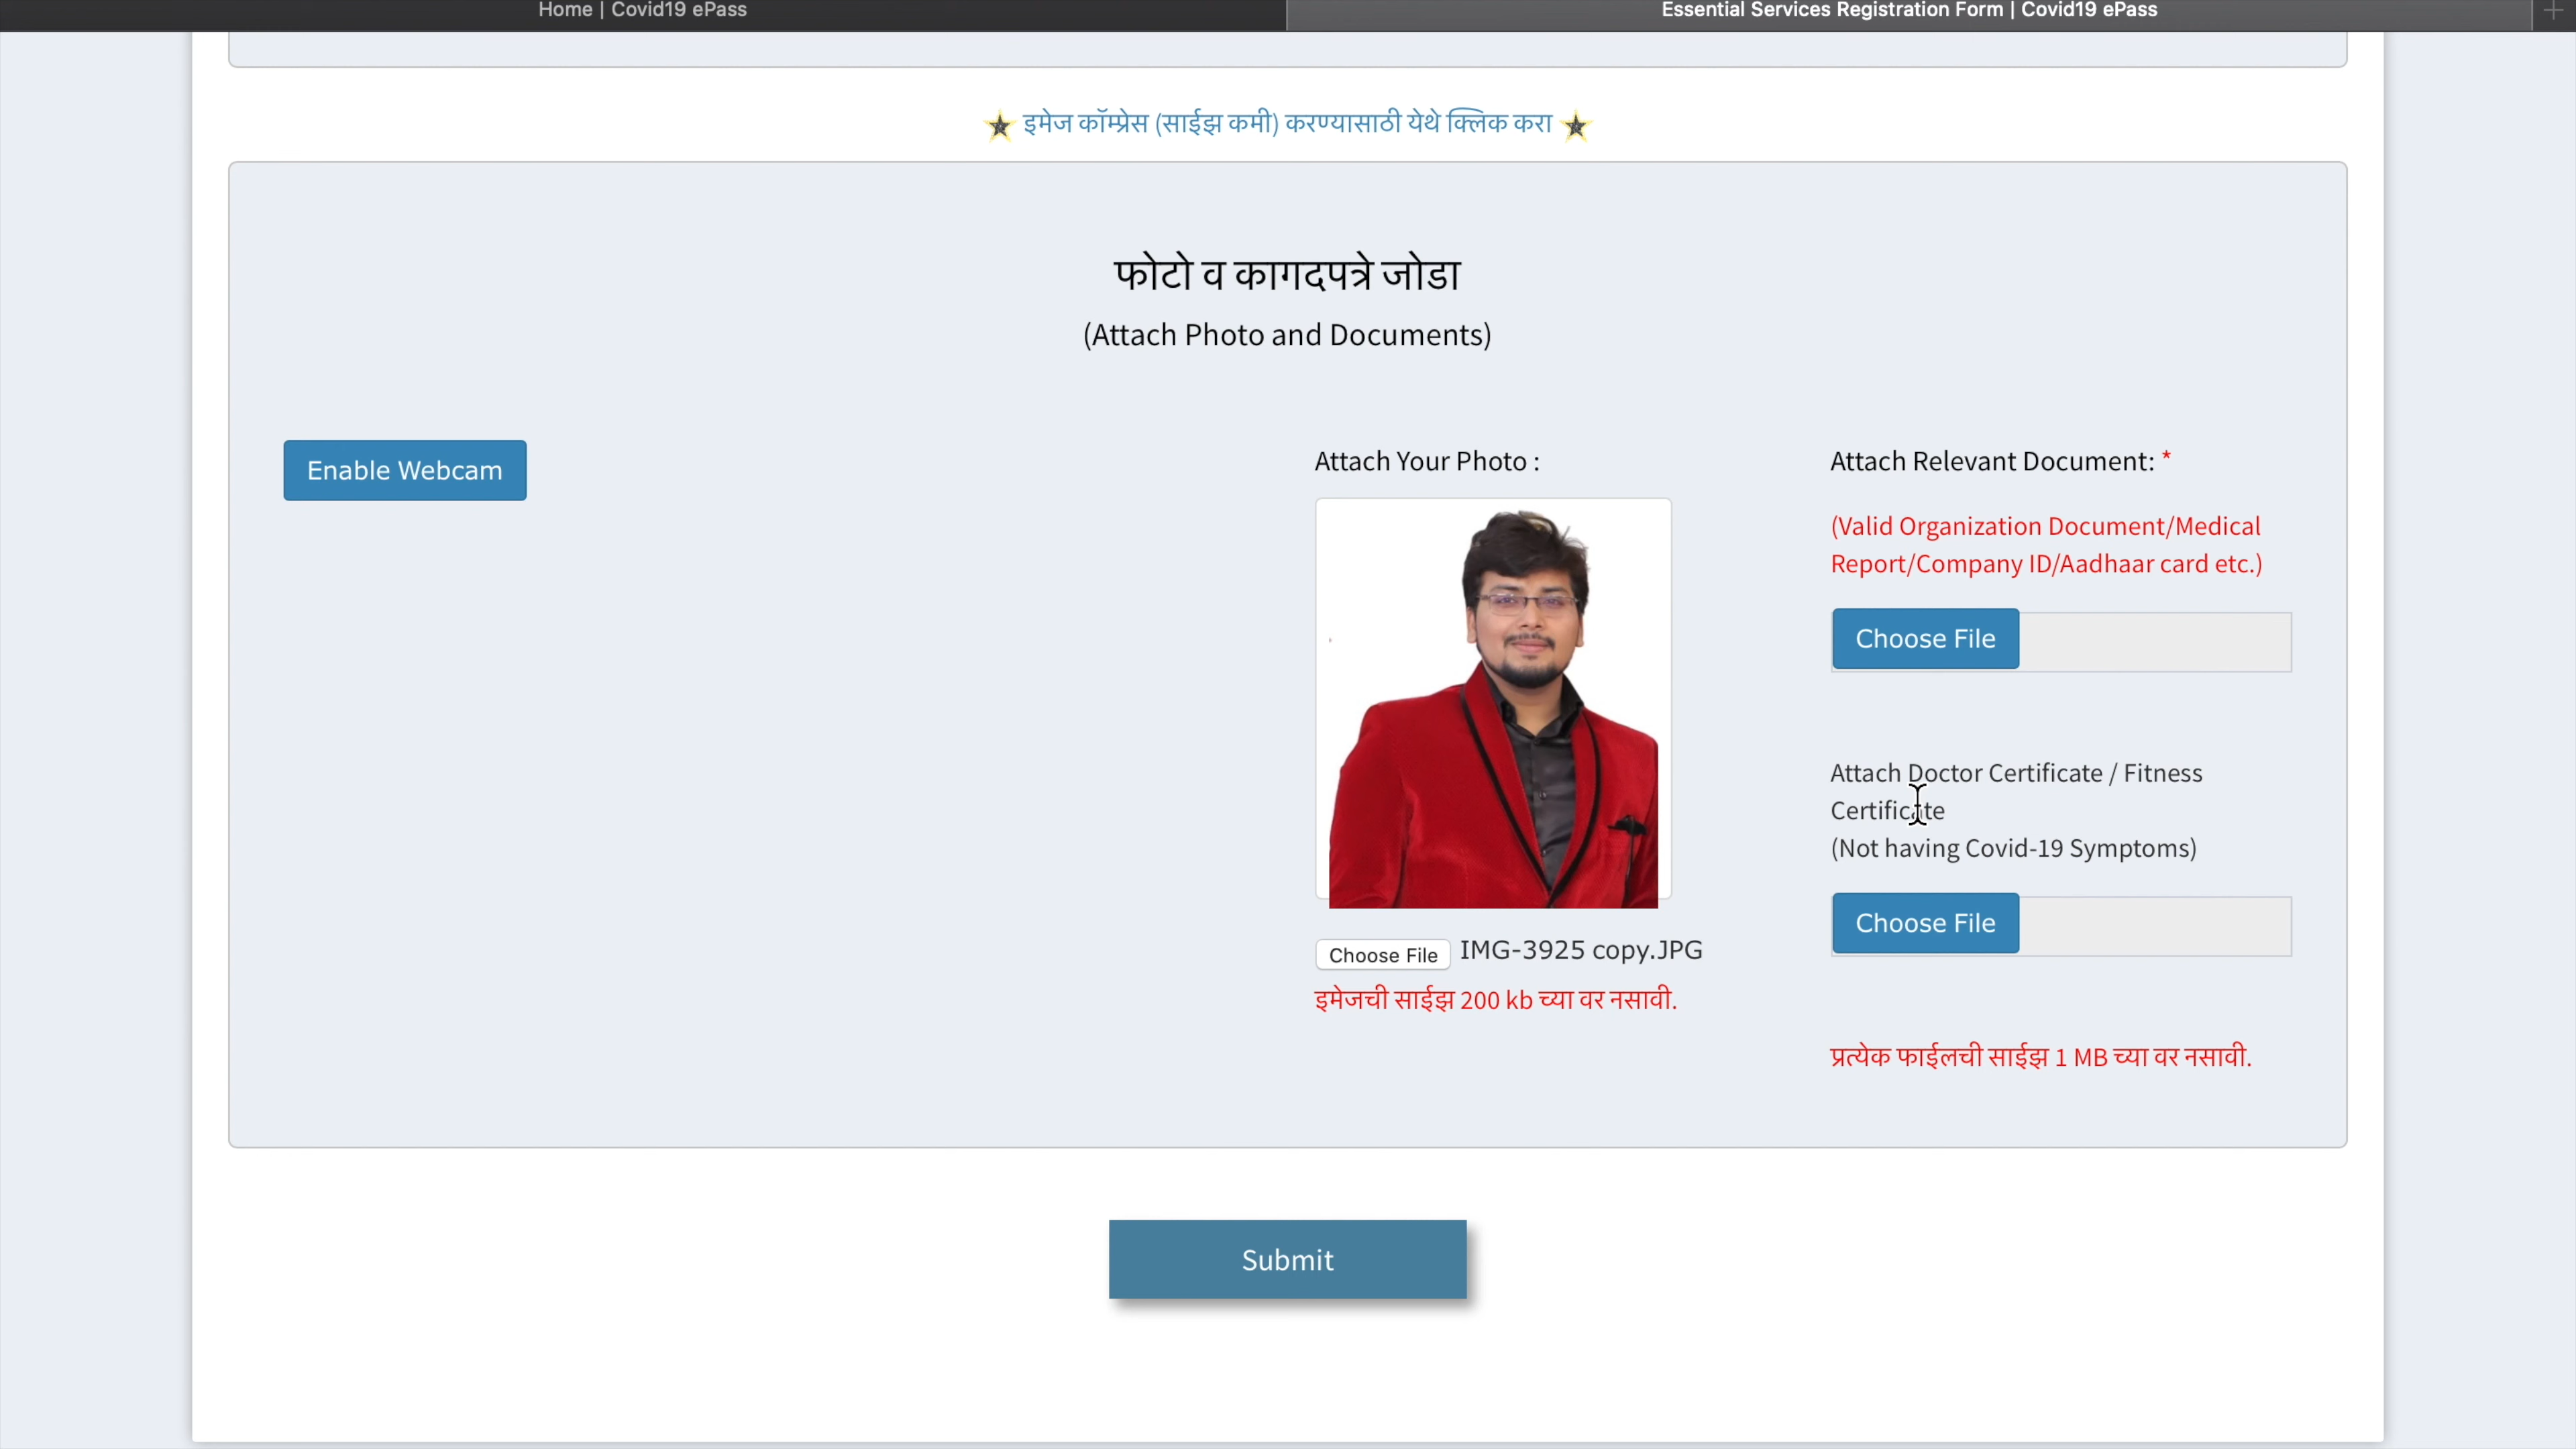 Home | Covid19 ePass
Essential Services Registration Form | Covid19 ePass
इमेज कॉम्प्रेस (साईझ कमी) करण्यासाठी येथे क्लिक करा
फोटो व कागदपत्रे जोडा
(Attach Photo and Documents)
Enable Webcam
Attach Your Photo :
Choose File IMG-3925 copy.JPG
इमेजची साईझ 200 kb च्या वर नसावी.
Attach Relevant Document: *
(Valid Organization Document/Medical
Report/Company ID/Aadhaar card etc.)
Choose File
Attach Doctor Certificate / Fitness
Certificate
(Not having Covid-19 Symptoms)
Choose File
प्रत्येक फाईलची साईझ 1 MB च्या वर नसावी.
Submit